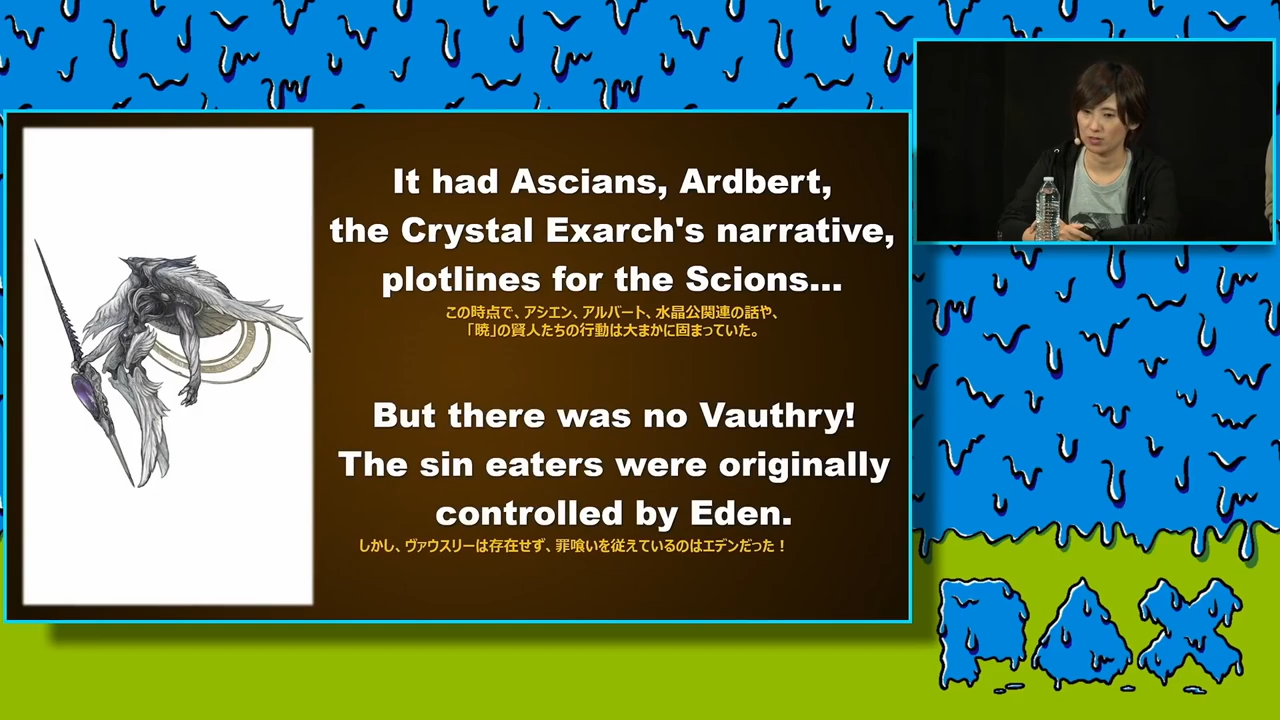 It had Ascians, Ardbert,
the Crystal Exarch's narrative,
plotlines for the Scions...
この時点で、アシエン、アルバート、水晶公関連の話や、
「暁」の賢人たちの行動は大まかに固まっていた。
But there was no Vauthry!
The sin eaters were originally
controlled by Eden.
しかし、ヴァウスリーは存在せず、罪喰いを従えているのはエデンだった！
PAX